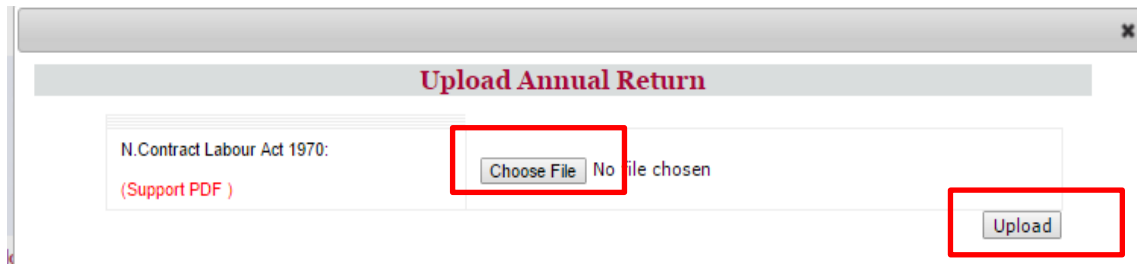 Upload Annual Return
N.Contract Labour Act 1970:
(Support PDF )
Choose File No file chosen
Upload